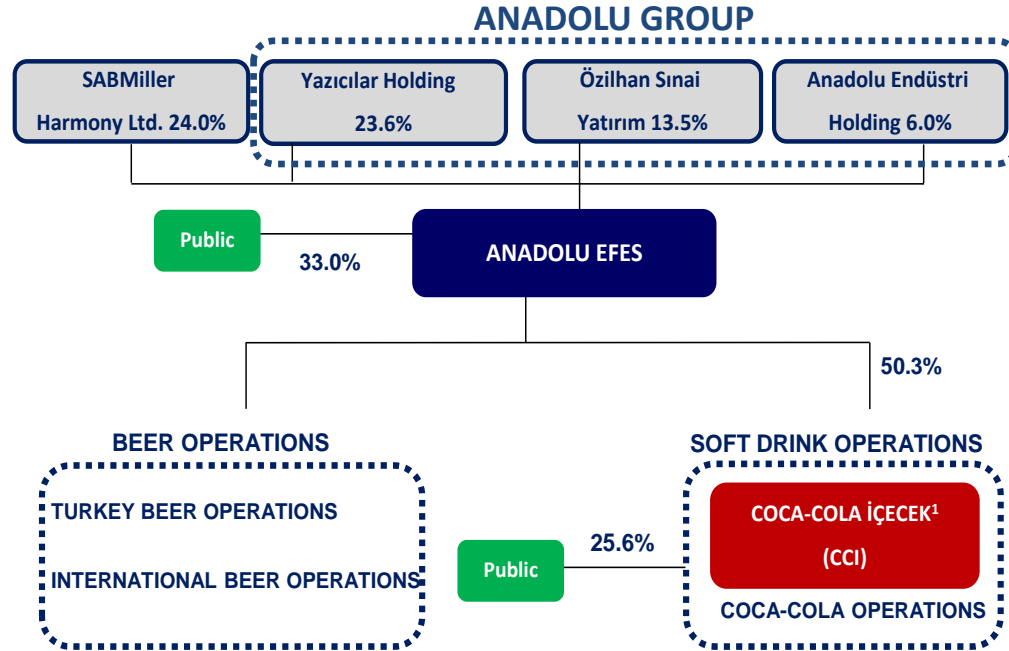 ANADOLU GROUP
SABMiller
Harmony Ltd. 24.0%
Yazıcılar Holding
23.6%
Özilhan Sınai
Yatırım 13.5%
Anadolu Endüstri
Holding 6.0%
Public
33.0%
ANADOLU EFES
50.3%
BEER OPERATIONS
TURKEY BEER OPERATIONS
INTERNATIONAL BEER OPERATIONS
SOFT DRINK OPERATIONS
COCA-COLA İÇECEK¹
(CCI)
COCA-COLA OPERATIONS
Public
25.6%